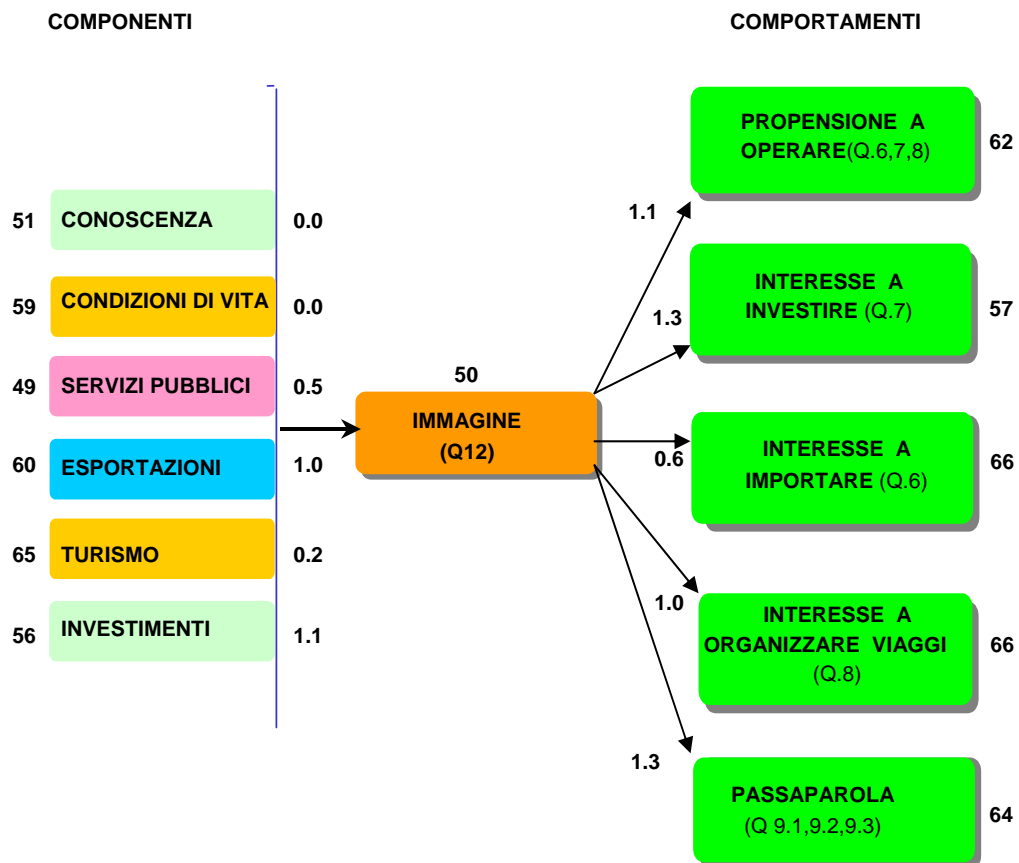 COMPONENTI
COMPORTAMENTI
PROPENSIONE A
OPERARE(Q.6,7,8)
62
1.1
51 CONOSCENZA 0.0
INTERESSE A
INVESTIRE (Q.7)
57
59 CONDIZIONI DI VITA 0.0
1.3
49 SERVIZI PUBBLICI 0.5
50
IMMAGINE
(Q12)
60 ESPORTAZIONI 1.0
0.6
INTERESSE A
IMPORTARE (Q.6)
66
65 TURISMO 0.2
1.0
INTERESSE A
ORGANIZZARE VIAGGI
(Q.8)
66
56 INVESTIMENTI 1.1
1.3
PASSAPAROLA
(Q 9.1,9.2,9.3)
64